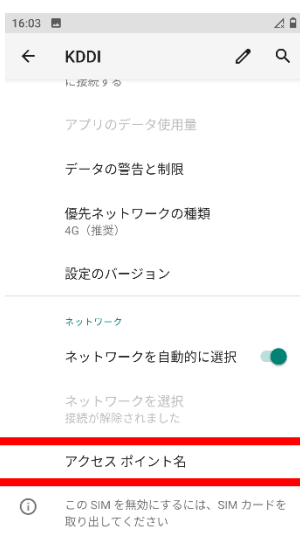 16:03
KDDI
に接続する
アプリのデータ使用量
データの警告と制限
優先ネットワークの種類
4G（推奨）
設定のバージョン
ネットワーク
ネットワークを自動的に選択
ネットワークを選択
接続が解除されました
アクセス ポイント名
この SIM を無効にするには、SIM カードを
取り出してください